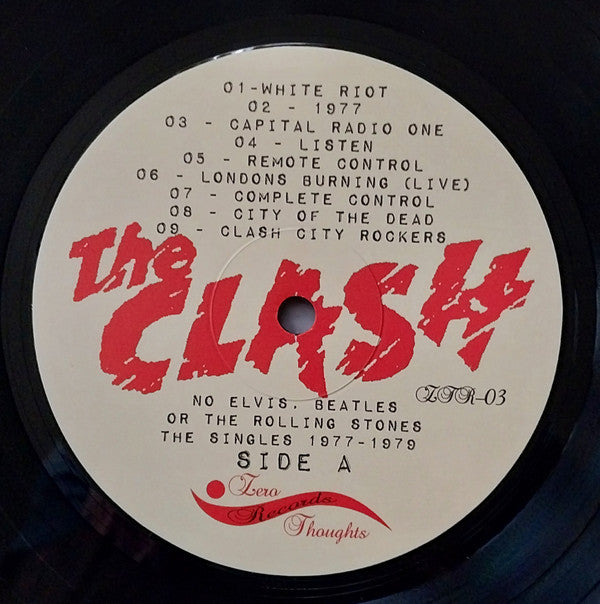 01-WHITE RIOT
02 - 1977
03 - CAPITAL RADIO ONE
04 - LISTEN
05 - REMOTE CONTROL
06 - LONDONS BURNING (LIVE)
07 - COMPLETE CONTROL
08 - CITY OF THE DEAD
09 - CLASH CITY ROCKERS
The
CLASH
ZTR-03
NO ELVIS, BEATLES
OR THE ROLLING STONES
THE SINGLES 1977-1979
SIDE A
Zero
Records
Thoughts